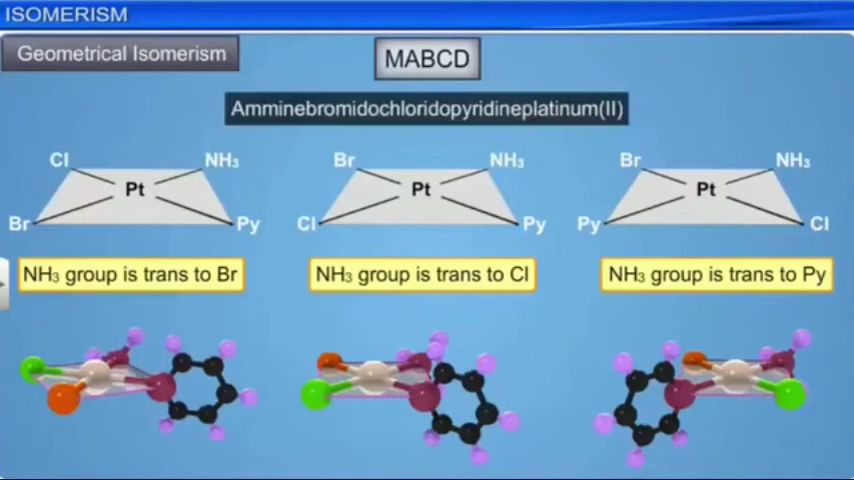 ISOMERISM
Geometrical Isomerism
MABCD
Amminebromidochloridopyridineplatinum(II)
Cl NH₃ Br NH₃ Br NH₃
Pt Pt Pt
Br Py Cl Py Py Cl
NH₃ group is trans to Br
NH₃ group is trans to Cl
NH₃ group is trans to Py